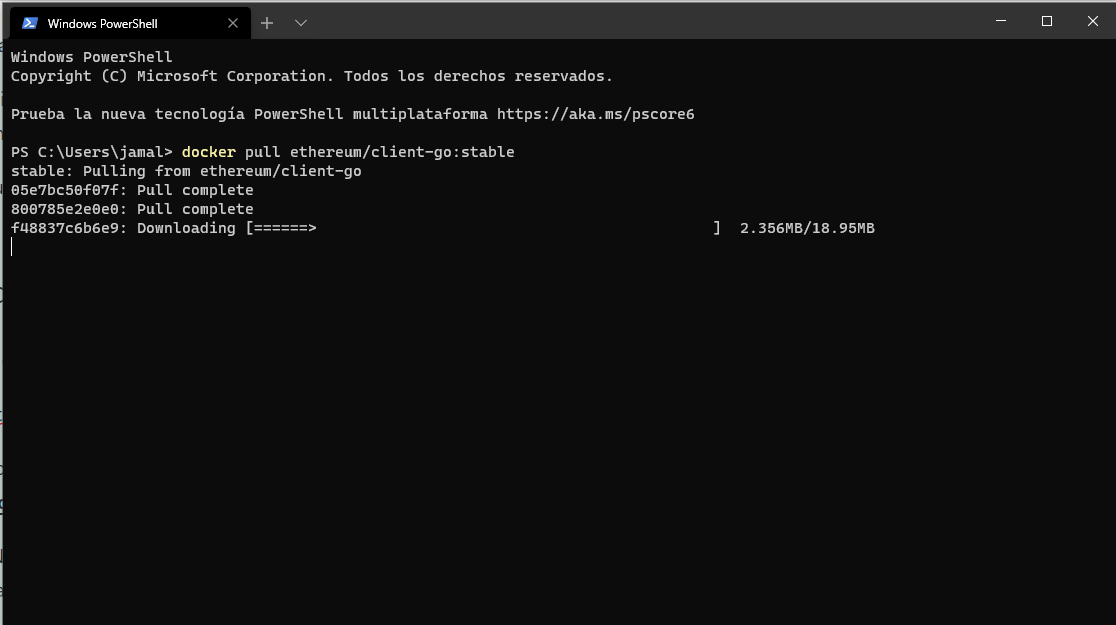 Windows PowerShell
Windows PowerShell
Copyright (C) Microsoft Corporation. Todos los derechos reservados.
Prueba la nueva tecnología PowerShell multiplataforma https://aka.ms/pscore6
PS C:\Users\jamal> docker pull ethereum/client-go:stable
stable: Pulling from ethereum/client-go
05e7bc50f07f: Pull complete
800785e2e0e0: Pull complete
f48837c6b6e9: Downloading [======>                                            ]  2.356MB/18.95MB